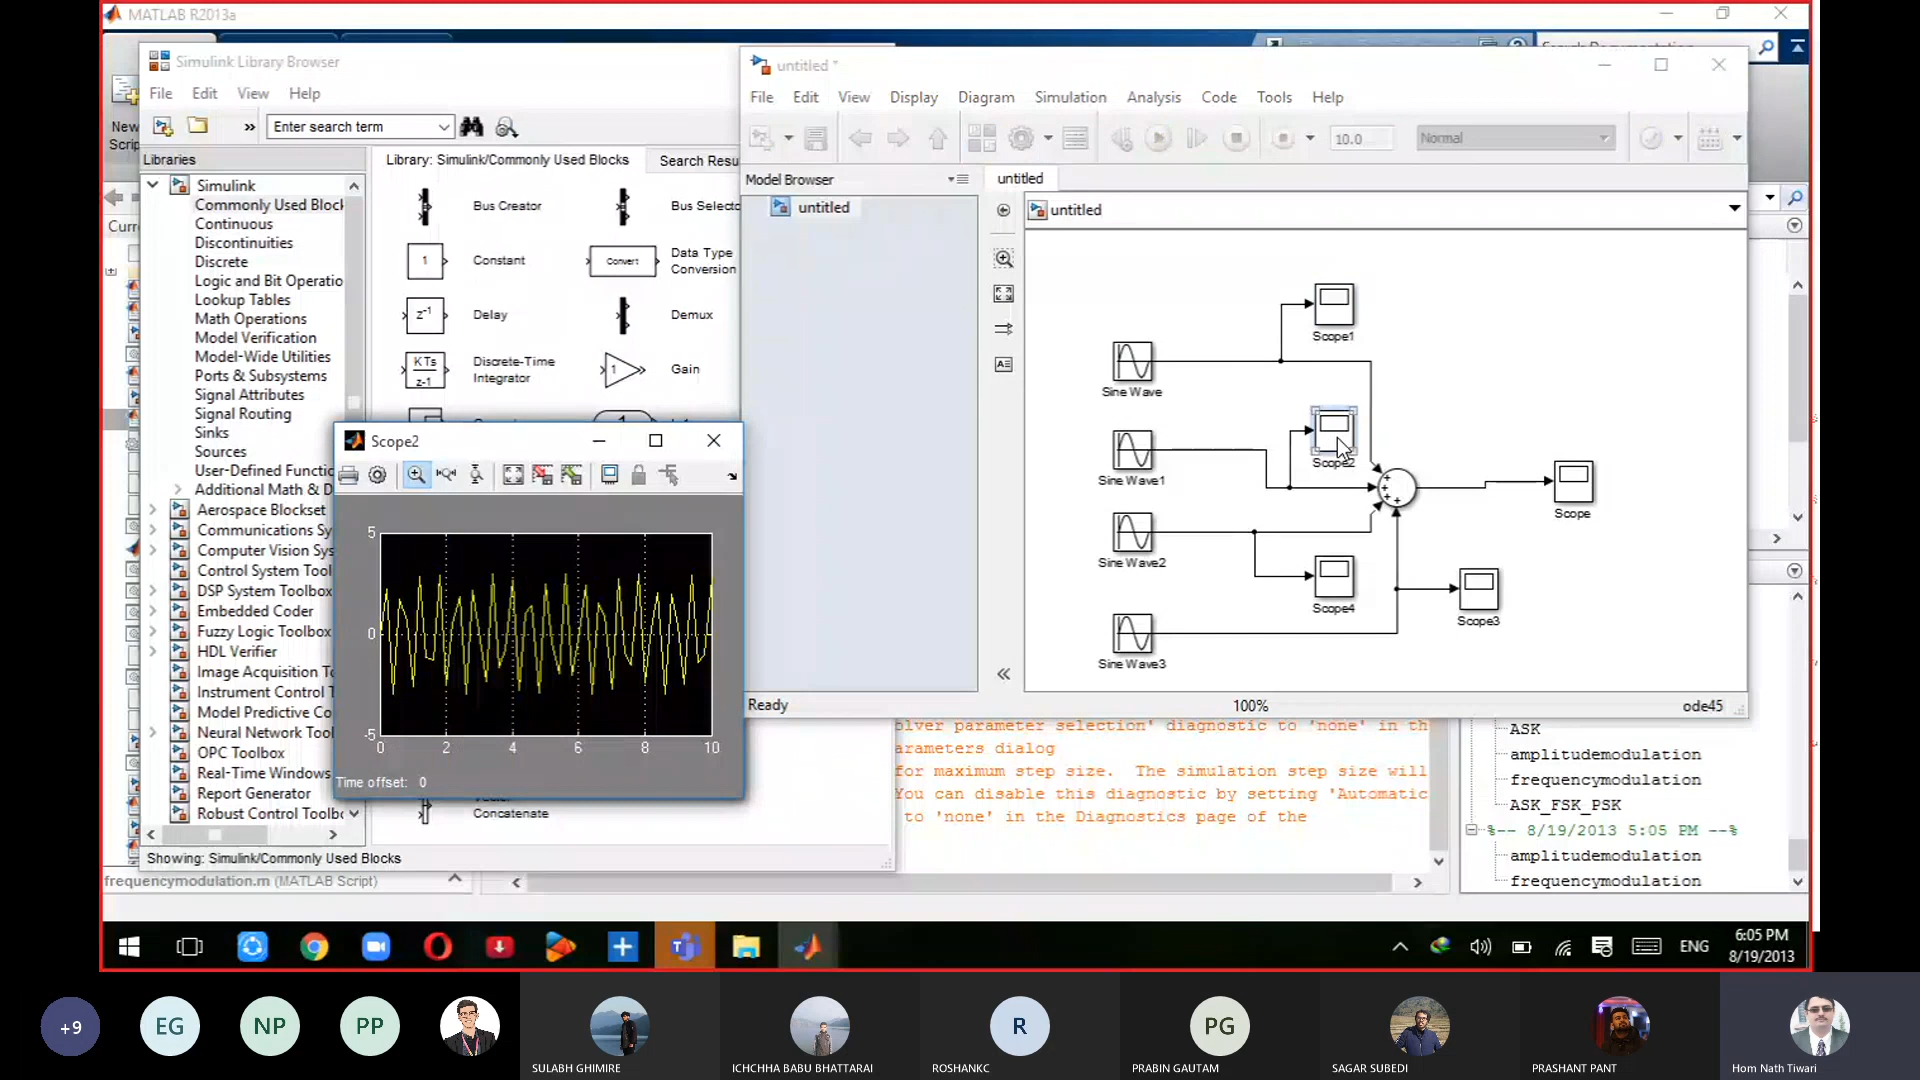 MATLAB R2013a
Simulink Library Browser
File Edit View Help
Enter search term
New
Libraries
Library: Simulink/Commonly Used Blocks
Simulink
Continuous
Discontinuities
Discrete
Logic and Bit Operatio
Lookup Tables
Math Operations
Model Verification
Model-Wide Utilities
Ports & Subsystems
Signal Attributes
Signal Routing
Sinks
Sources
User-Defined Functio
Additional Math & D
Aerospace Blockset
Communications Sy
Computer Vision Sys
Control System Tool
DSP System Toolbox
Embedded Coder
Fuzzy Logic Toolbox
HDL Verifier
Image Acquisition To
Instrument Control T
Model Predictive Co
Neural Network Tool
OPC Toolbox
Real-Time Windows
Report Generator
Robust Control Toolbo
Bus Creator
Bus Selecto
1
Constant
Convert
Data Type
Conversion
z-1
Delay
Demux
KTs
z-1
Discrete-Time
Integrator
1
Gain
Concatenate
Showing: Simulink/Commonly Used Blocks
frequencymodulation.m (MATLAB Script)
Scope2
5
0
-5
0 2 4 6 8 10
Time offset: 0
untitled *
File Edit View Display Diagram Simulation Analysis Code Tools Help
10.0
Normal
Model Browser
untitled
untitled
untitled
Scope1
Sine Wave
Scope2
Sine Wave1
Scope
Sine Wave2
Scope4
Scope3
Sine Wave3
Ready
100%
ode45
olver parameter selection' diagnostic to 'none' in th
arameters dialog
for maximum step size. The simulation step size will
You can disable this diagnostic by setting 'Automatic
to 'none' in the Diagnostics page of the
ASK
amplitudemodulation
frequencymodulation
ASK_FSK_PSK
%-- 8/19/2013 5:05 PM --%
amplitudemodulation
frequencymodulation
ENG
6:05 PM
8/19/2013
+9
EG
NP
PP
SULABH GHIMIRE
ICHCHHA BABU BHATTARAI
R
ROSHANKC
PG
PRABIN GAUTAM
SAGAR SUBEDI
PRASHANT PANT
Hom Nath Tiwari